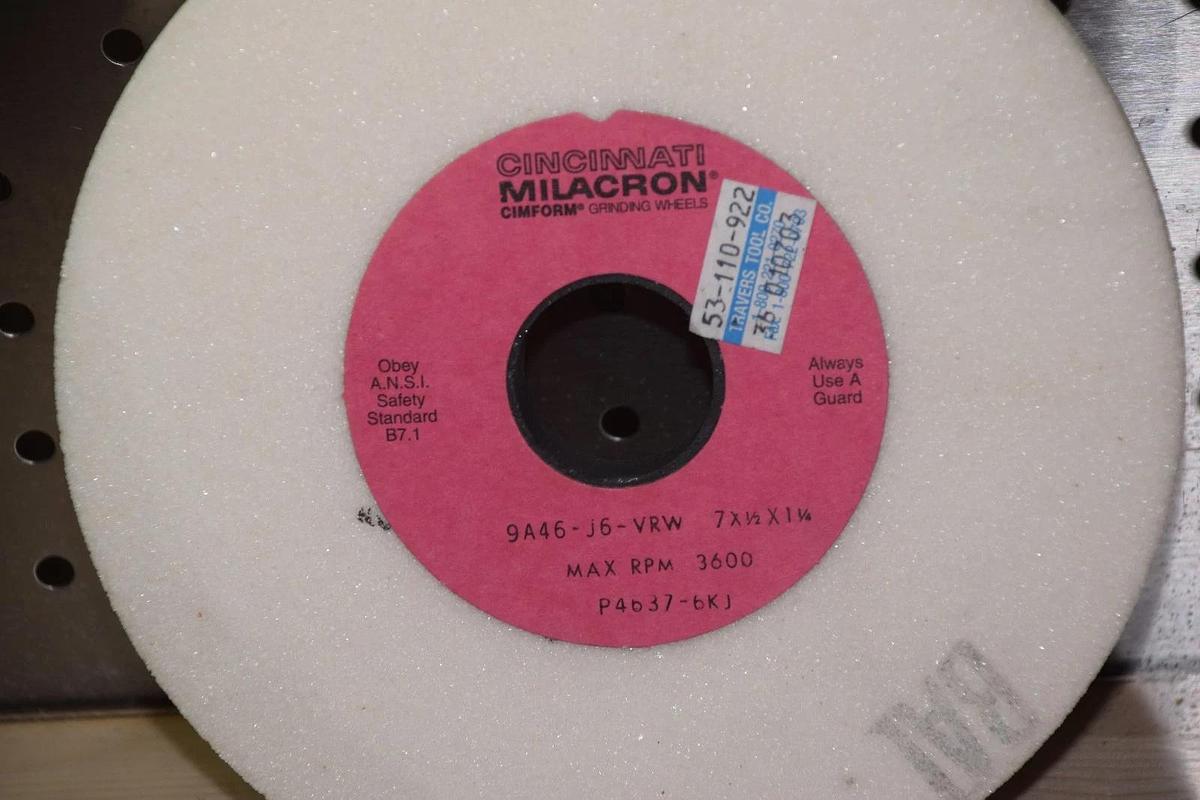 CINCINNATI
MILACRON®
CIMFORM® GRINDING WHEELS
53-110-922
TRAVERS TOOL CO.
Obey
A.N.S.I.
Safety
Standard
B7.1
Always
Use A
Guard
9A46-J6-VRW 7X½X1¼
MAX RPM 3600
P4637-6KJ